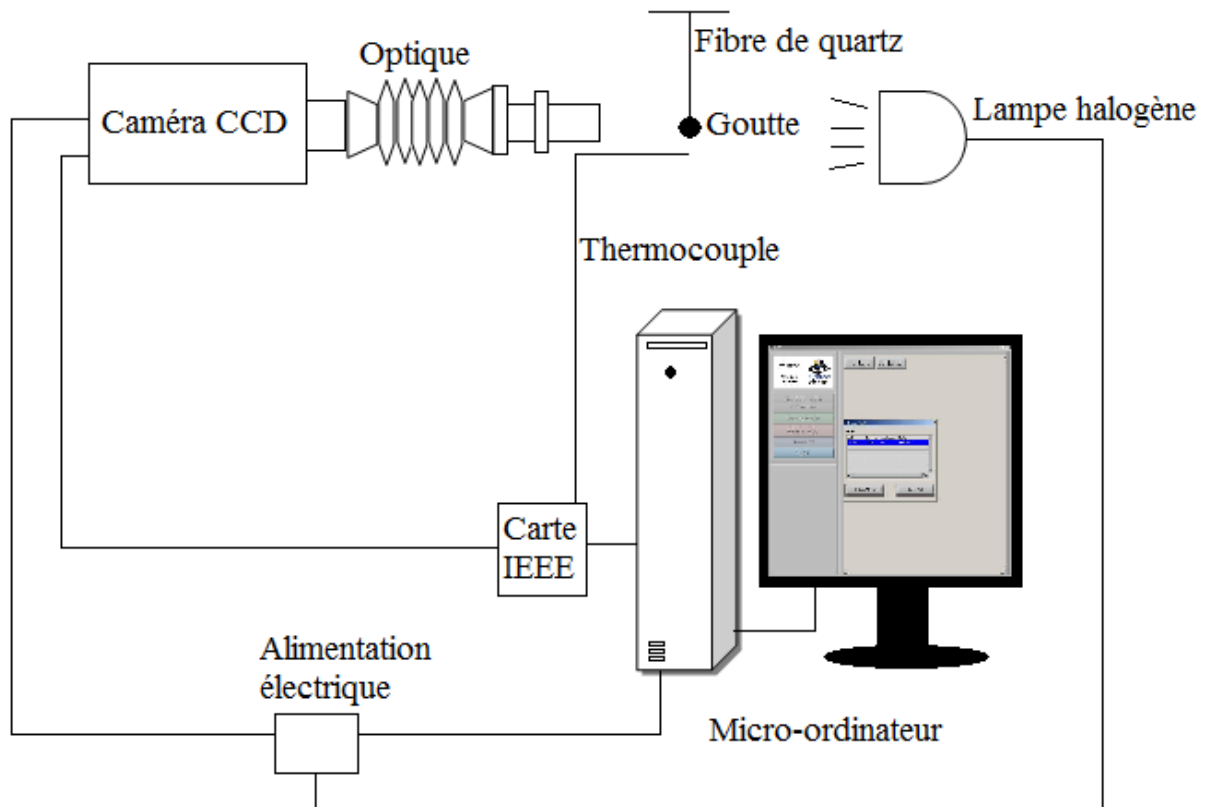 Fibre de quartz
Optique
Caméra CCD
Goutte
Lampe halogène
Thermocouple
Carte
IEEE
Alimentation
électrique
Micro-ordinateur